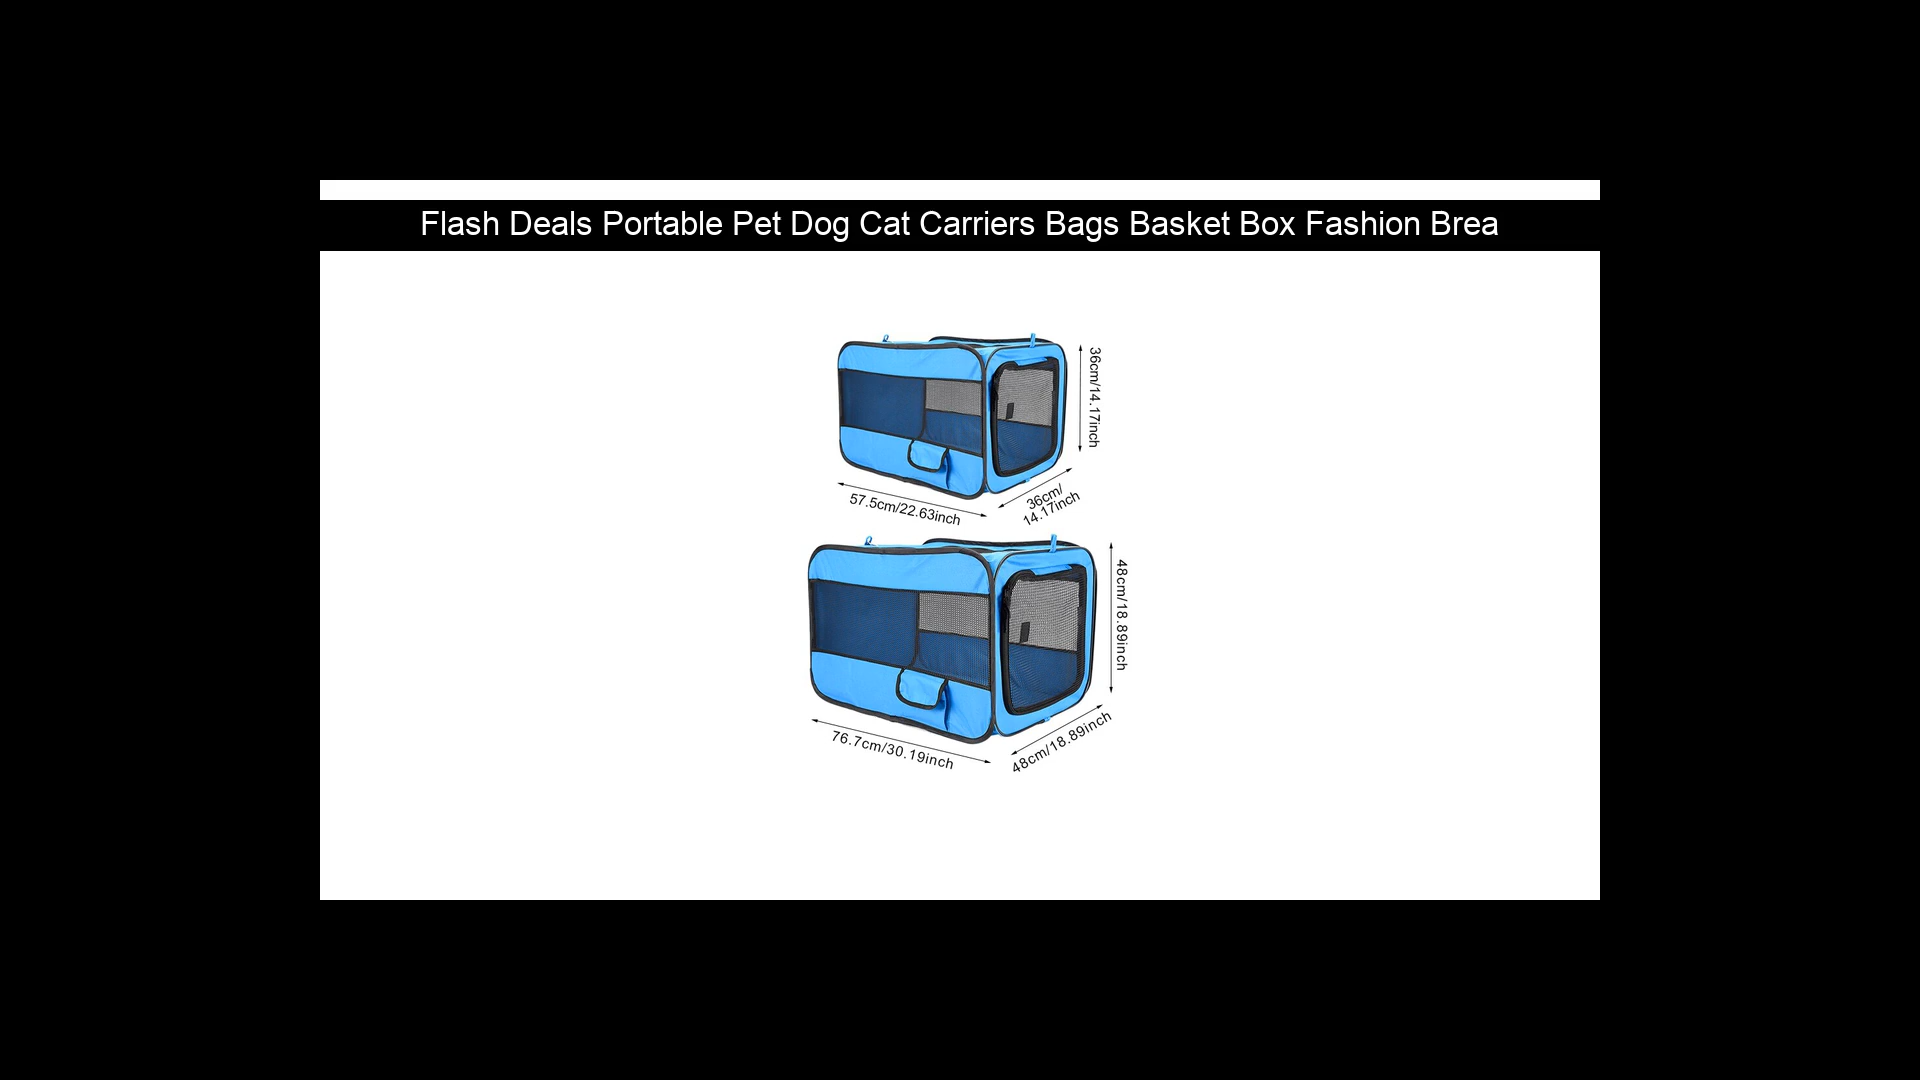 Flash Deals Portable Pet Dog Cat Carriers Bags Basket Box Fashion Brea
36cm/14.17inch
57.5cm/22.63inch
36cm/
14.17inch
48cm/18.89inch
76.7cm/30.19inch
48cm/18.89inch